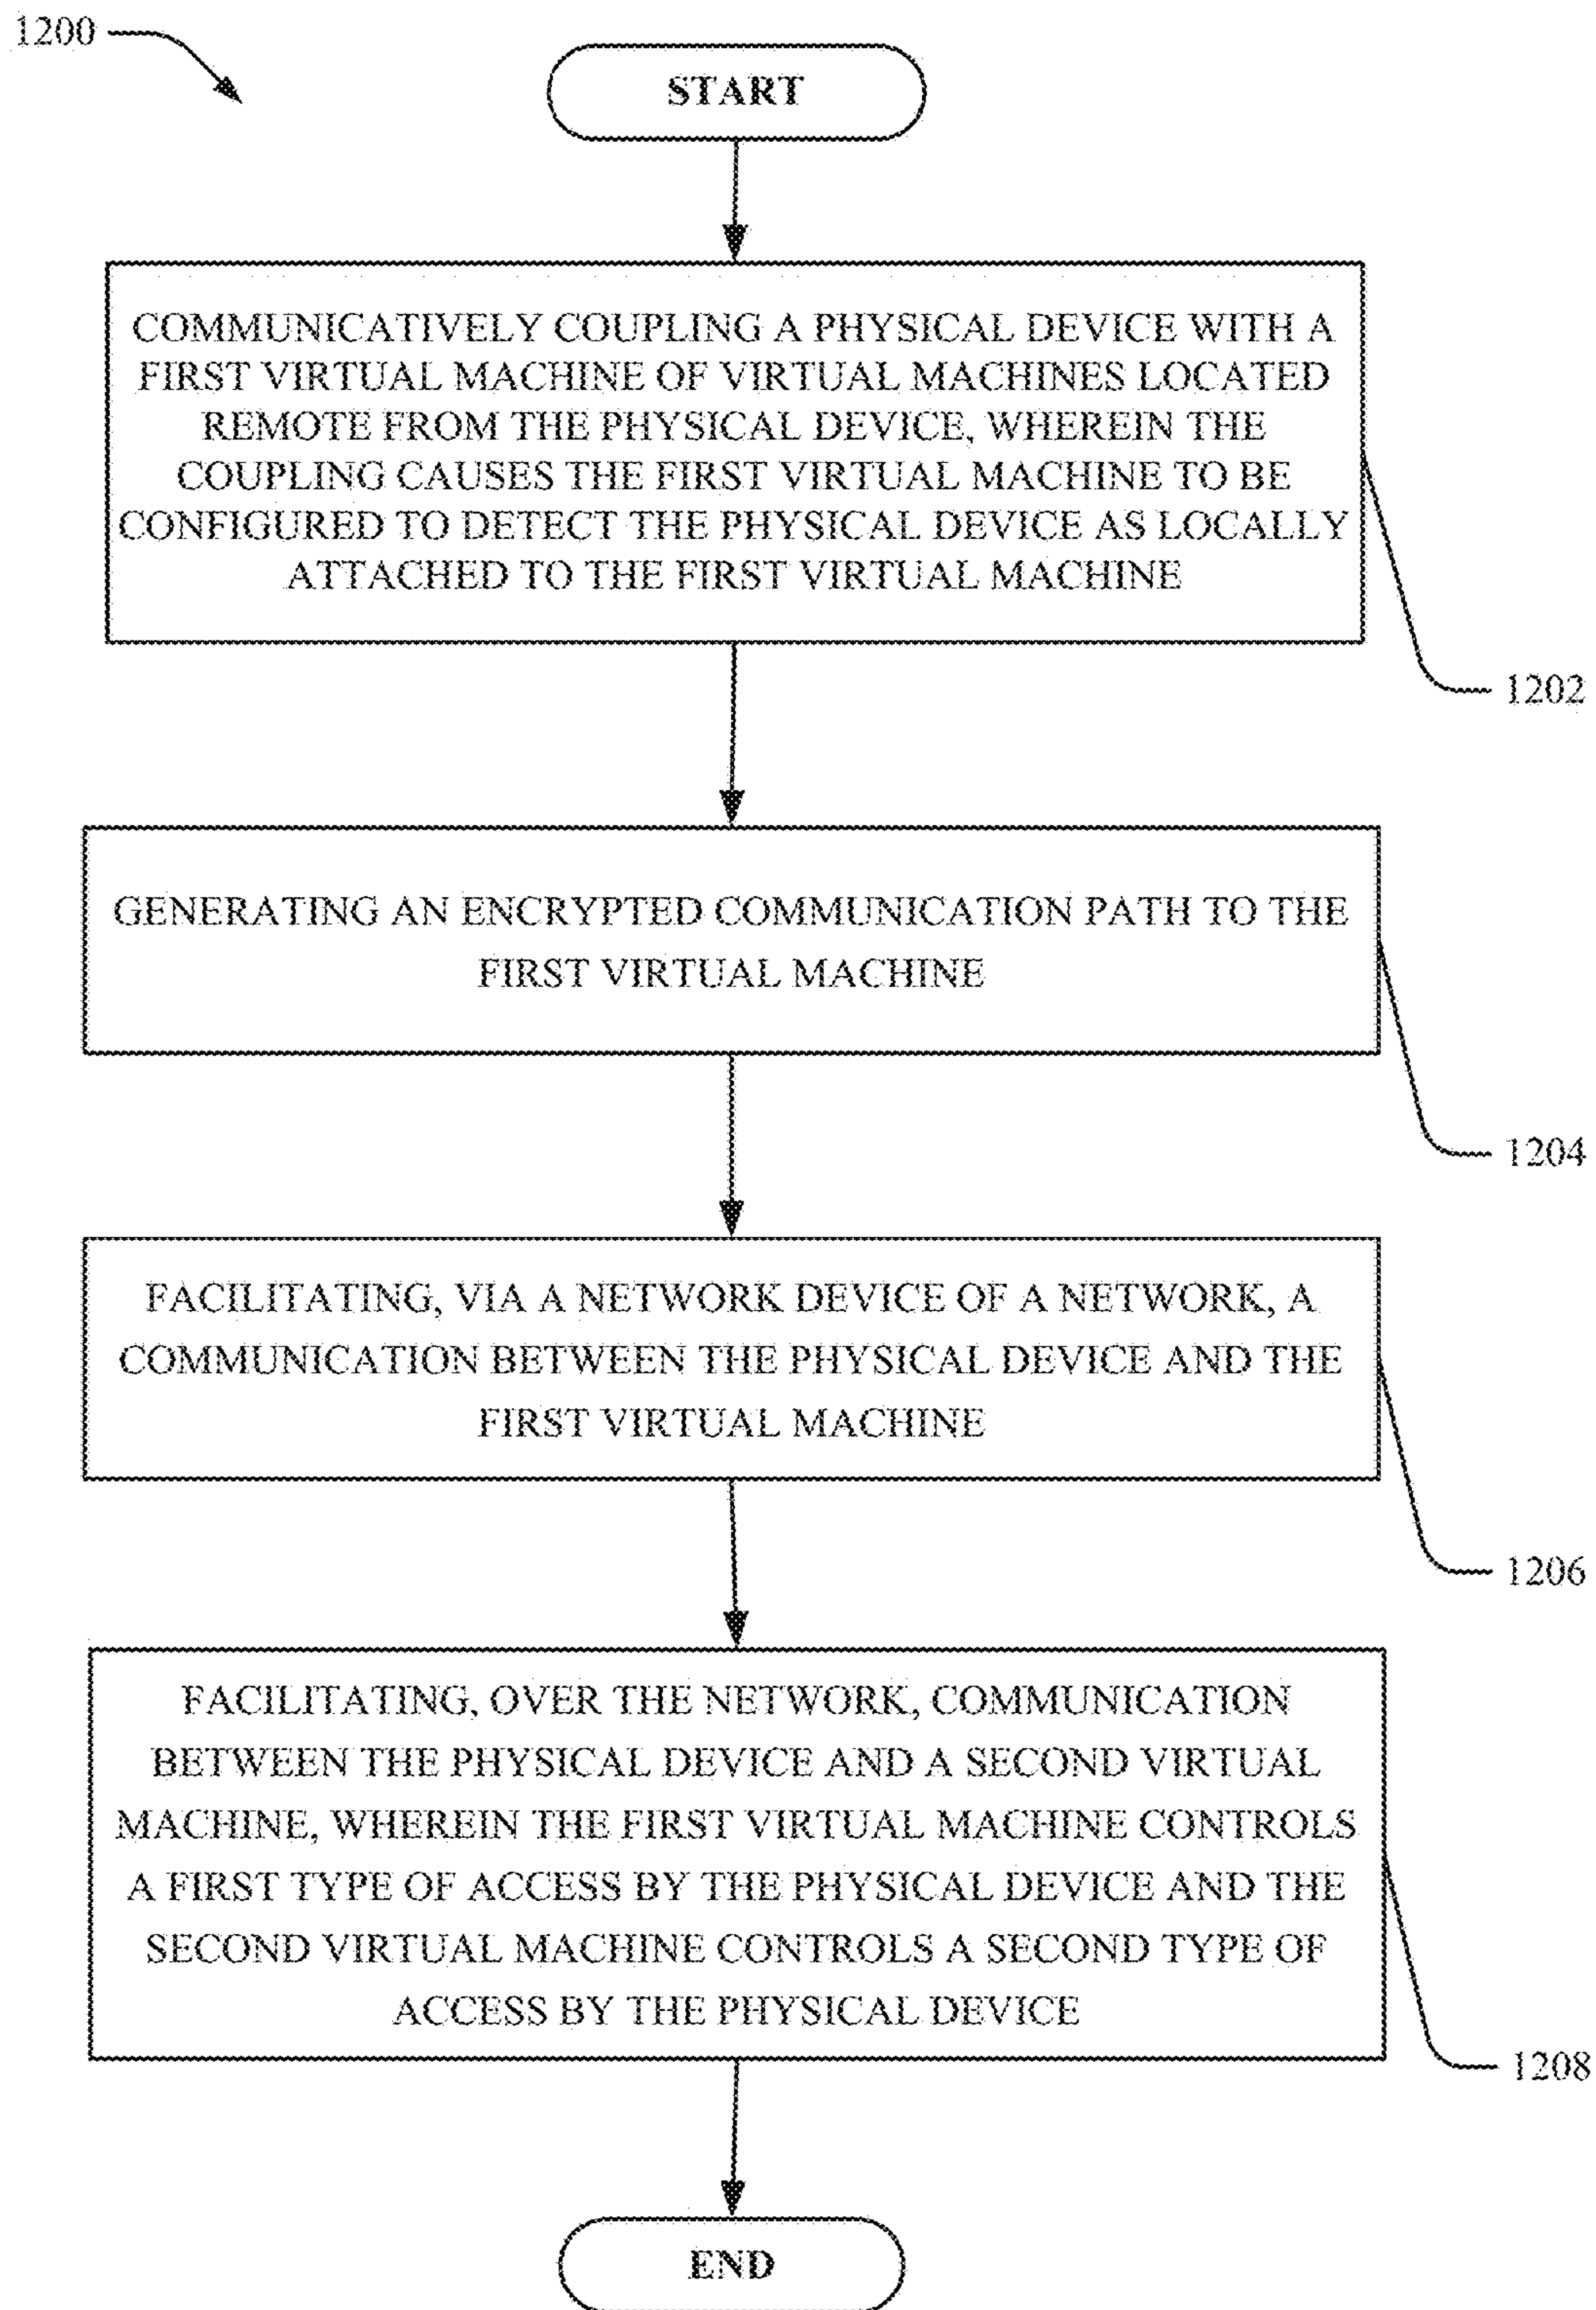 1200
START
COMMUNICATIVELY COUPLING A PHYSICAL DEVICE WITH A
FIRST VIRTUAL MACHINE OF VIRTUAL MACHINES LOCATED
REMOTE FROM THE PHYSICAL DEVICE, WHEREIN THE
COUPLING CAUSES THE FIRST VIRTUAL MACHINE TO BE
CONFIGURED TO DETECT THE PHYSICAL DEVICE AS LOCALLY
ATTACHED TO THE FIRST VIRTUAL MACHINE
1202
GENERATING AN ENCRYPTED COMMUNICATION PATH TO THE
FIRST VIRTUAL MACHINE
1204
FACILITATING, VIA A NETWORK DEVICE OF A NETWORK, A
COMMUNICATION BETWEEN THE PHYSICAL DEVICE AND THE
FIRST VIRTUAL MACHINE
1206
FACILITATING, OVER THE NETWORK, COMMUNICATION
BETWEEN THE PHYSICAL DEVICE AND A SECOND VIRTUAL
MACHINE, WHEREIN THE FIRST VIRTUAL MACHINE CONTROLS
A FIRST TYPE OF ACCESS BY THE PHYSICAL DEVICE AND THE
SECOND VIRTUAL MACHINE CONTROLS A SECOND TYPE OF
ACCESS BY THE PHYSICAL DEVICE
1208
END